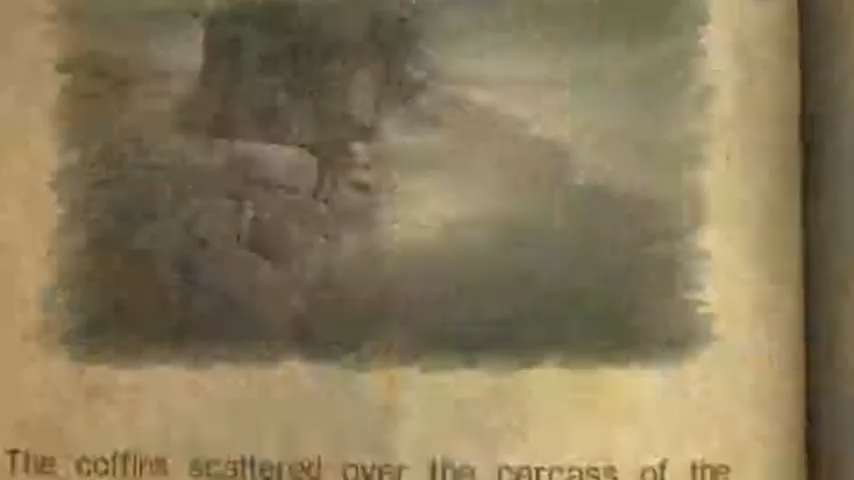 The coffins scattered over the carcass of the